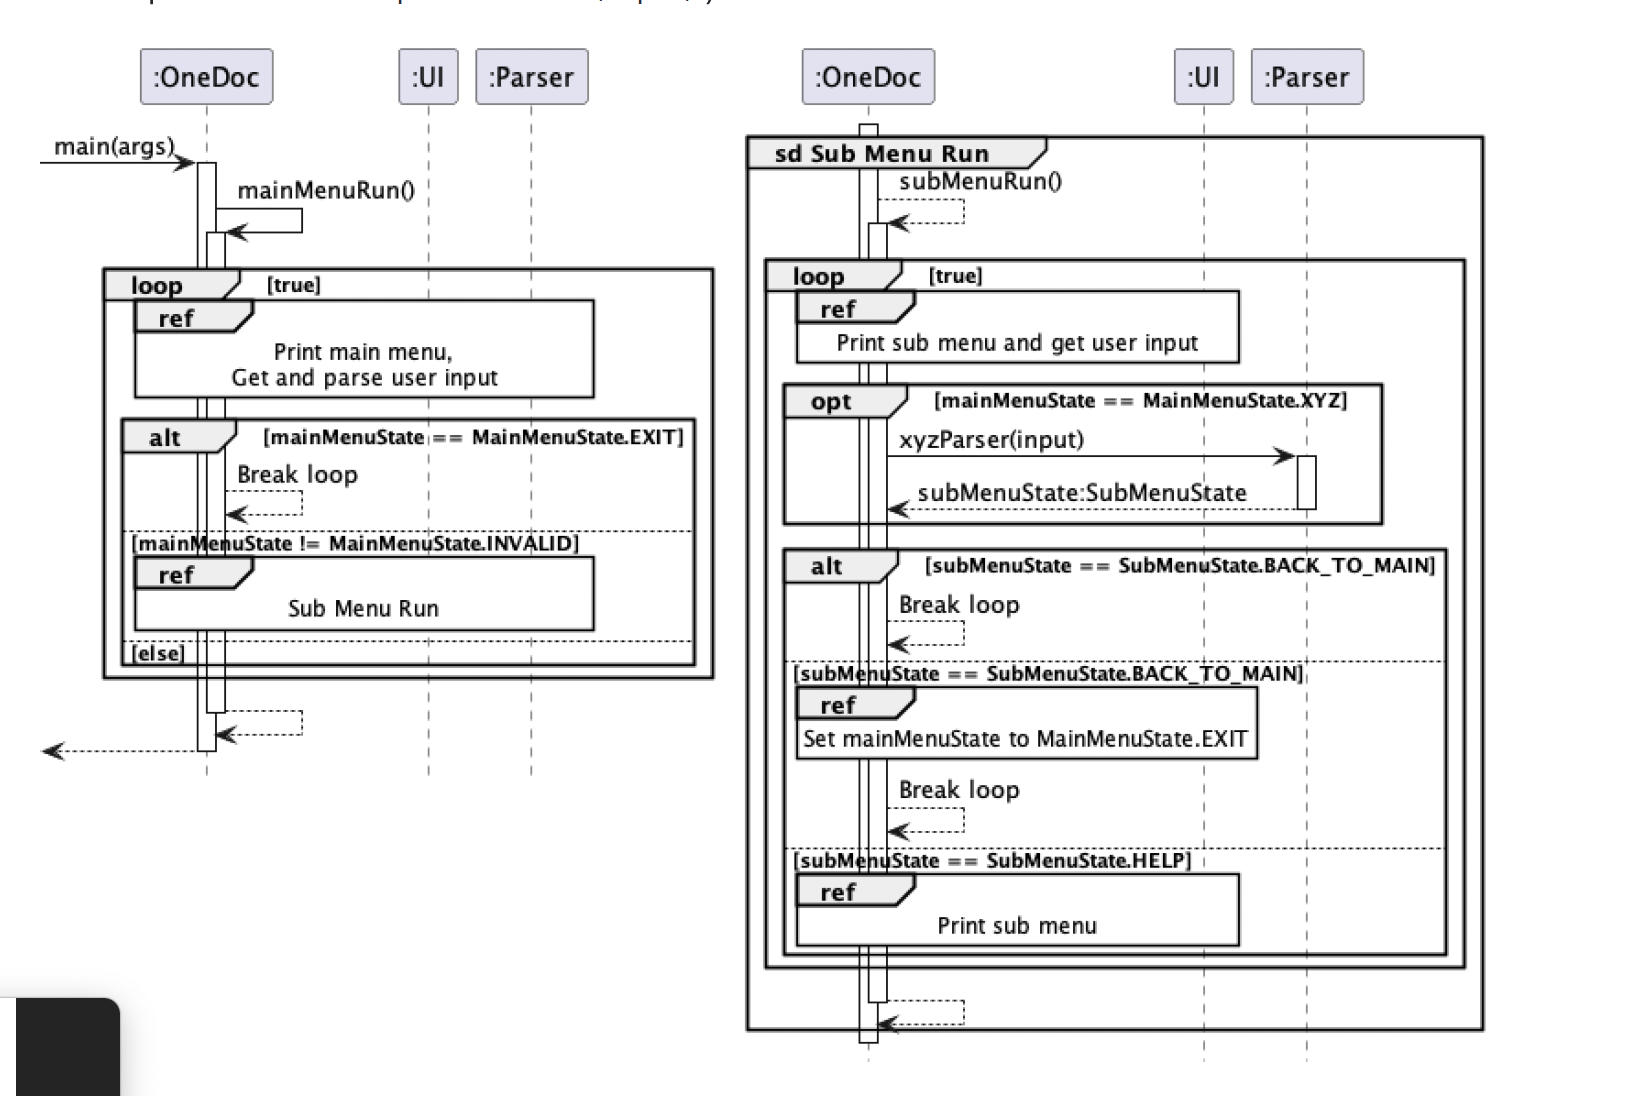 :OneDoc
:UI
:Parser
main(args)
mainMenuRun()
loop
[true]
ref
Print main menu,
Get and parse user input
alt
[mainMenuState == MainMenuState.EXIT]
Break loop
[mainMenuState != MainMenuState.INVALID]
ref
Sub Menu Run
[else]
:OneDoc
:UI
:Parser
sd Sub Menu Run
subMenuRun()
loop
[true]
ref
Print sub menu and get user input
opt
[mainMenuState == MainMenuState.XYZ]
xyzParser(input)
subMenuState:SubMenuState
alt
[subMenuState == SubMenuState.BACK_TO_MAIN]
Break loop
[subMenuState == SubMenuState.BACK_TO_MAIN]
ref
Set mainMenuState to MainMenuState.EXIT
Break loop
[subMenuState == SubMenuState.HELP]
ref
Print sub menu